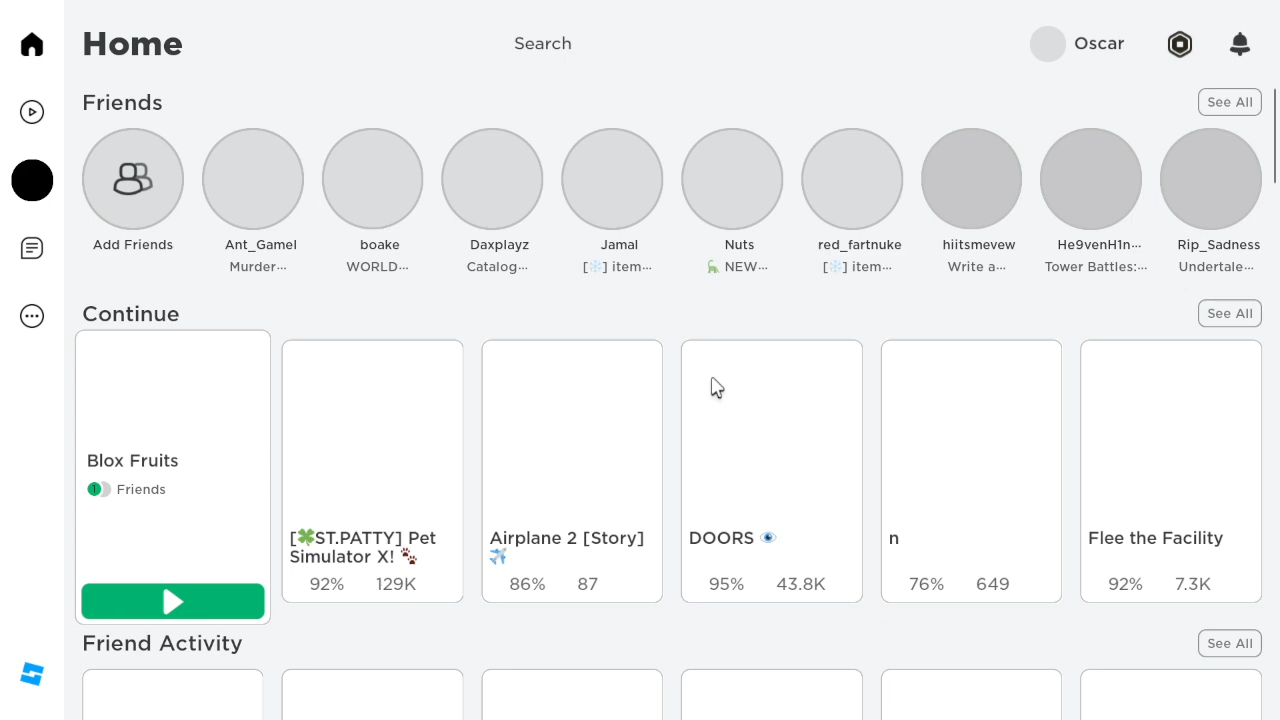 Home
Search
Oscar
Friends
See All
Add Friends
Ant_Gamel
boake
Daxplayz
Jamal
Nuts
red_fartnuke
hiitsmevew
He9venH1n···
Rip_Sadness
Murder···
WORLD···
Catalog···
[❄️] item···
🦕 NEW···
[❄️] item···
Write a···
Tower Battles:···
Undertale···
Continue
See All
Blox Fruits
1 Friends
[🍀ST.PATTY] Pet
Simulator X! 🐾
92% 129K
Airplane 2 [Story]
✈️
86% 87
DOORS 👁️
95% 43.8K
n
76% 649
Flee the Facility
92% 7.3K
Friend Activity
See All